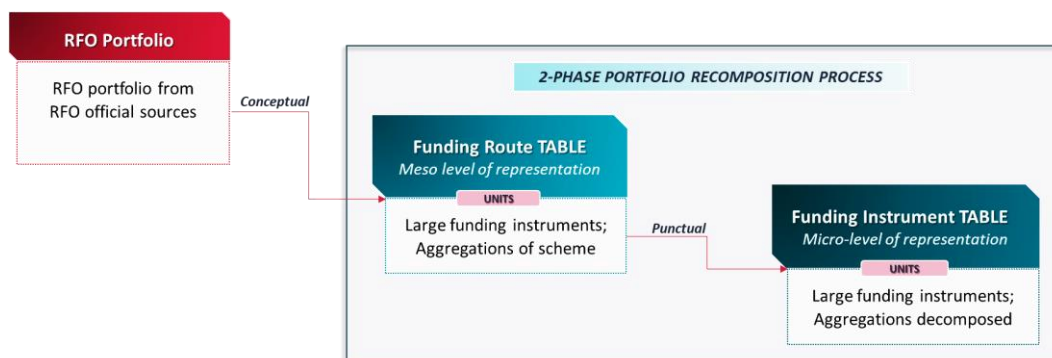 RFO Portfolio
RFO portfolio from
RFO official sources
Conceptual
2-PHASE PORTFOLIO RECOMPOSITION PROCESS
Funding Route TABLE
Meso level of representation
UNITS
Large funding instruments;
Aggregations of scheme
Punctual
Funding Instrument TABLE
Micro-level of representation
UNITS
Large funding instruments;
Aggregations decomposed